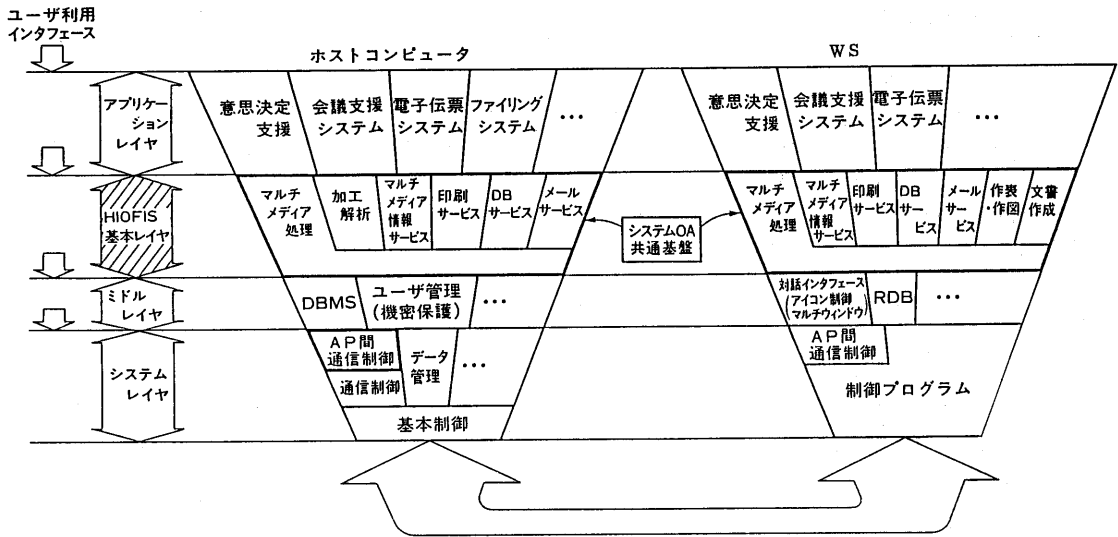 ユーザ利用
インタフェース
ホストコンピュータ
WS
アプリケー
ション
レイヤ
意思決定
支援
会議支援
システム
電子伝票
システム
ファイリング
システム
…
意思決定
支援
会議支援
システム
電子伝票
システム
…
HIOFIS
基本レイヤ
マルチ
メディア
処理
加工
解析
マルチ
メディア
情報
サービス
印刷
サービス
DB
サービス
メール
サービス
システムOA
共通基盤
マルチ
メディア
処理
マルチ
メディア
情報
サービス
印刷
サービス
DB
サー
ビス
メール
サー
ビス
作表
・作図
文書
作成
ミドル
レイヤ
DBMS
ユーザ管理
(機密保護)
…
対話インタフェース
(アイコン制御
マルチウィンドウ)
RDB
…
システム
レイヤ
AP間
通信制御
通信制御
データ
管理
…
基本制御
AP間
通信制御
制御プログラム